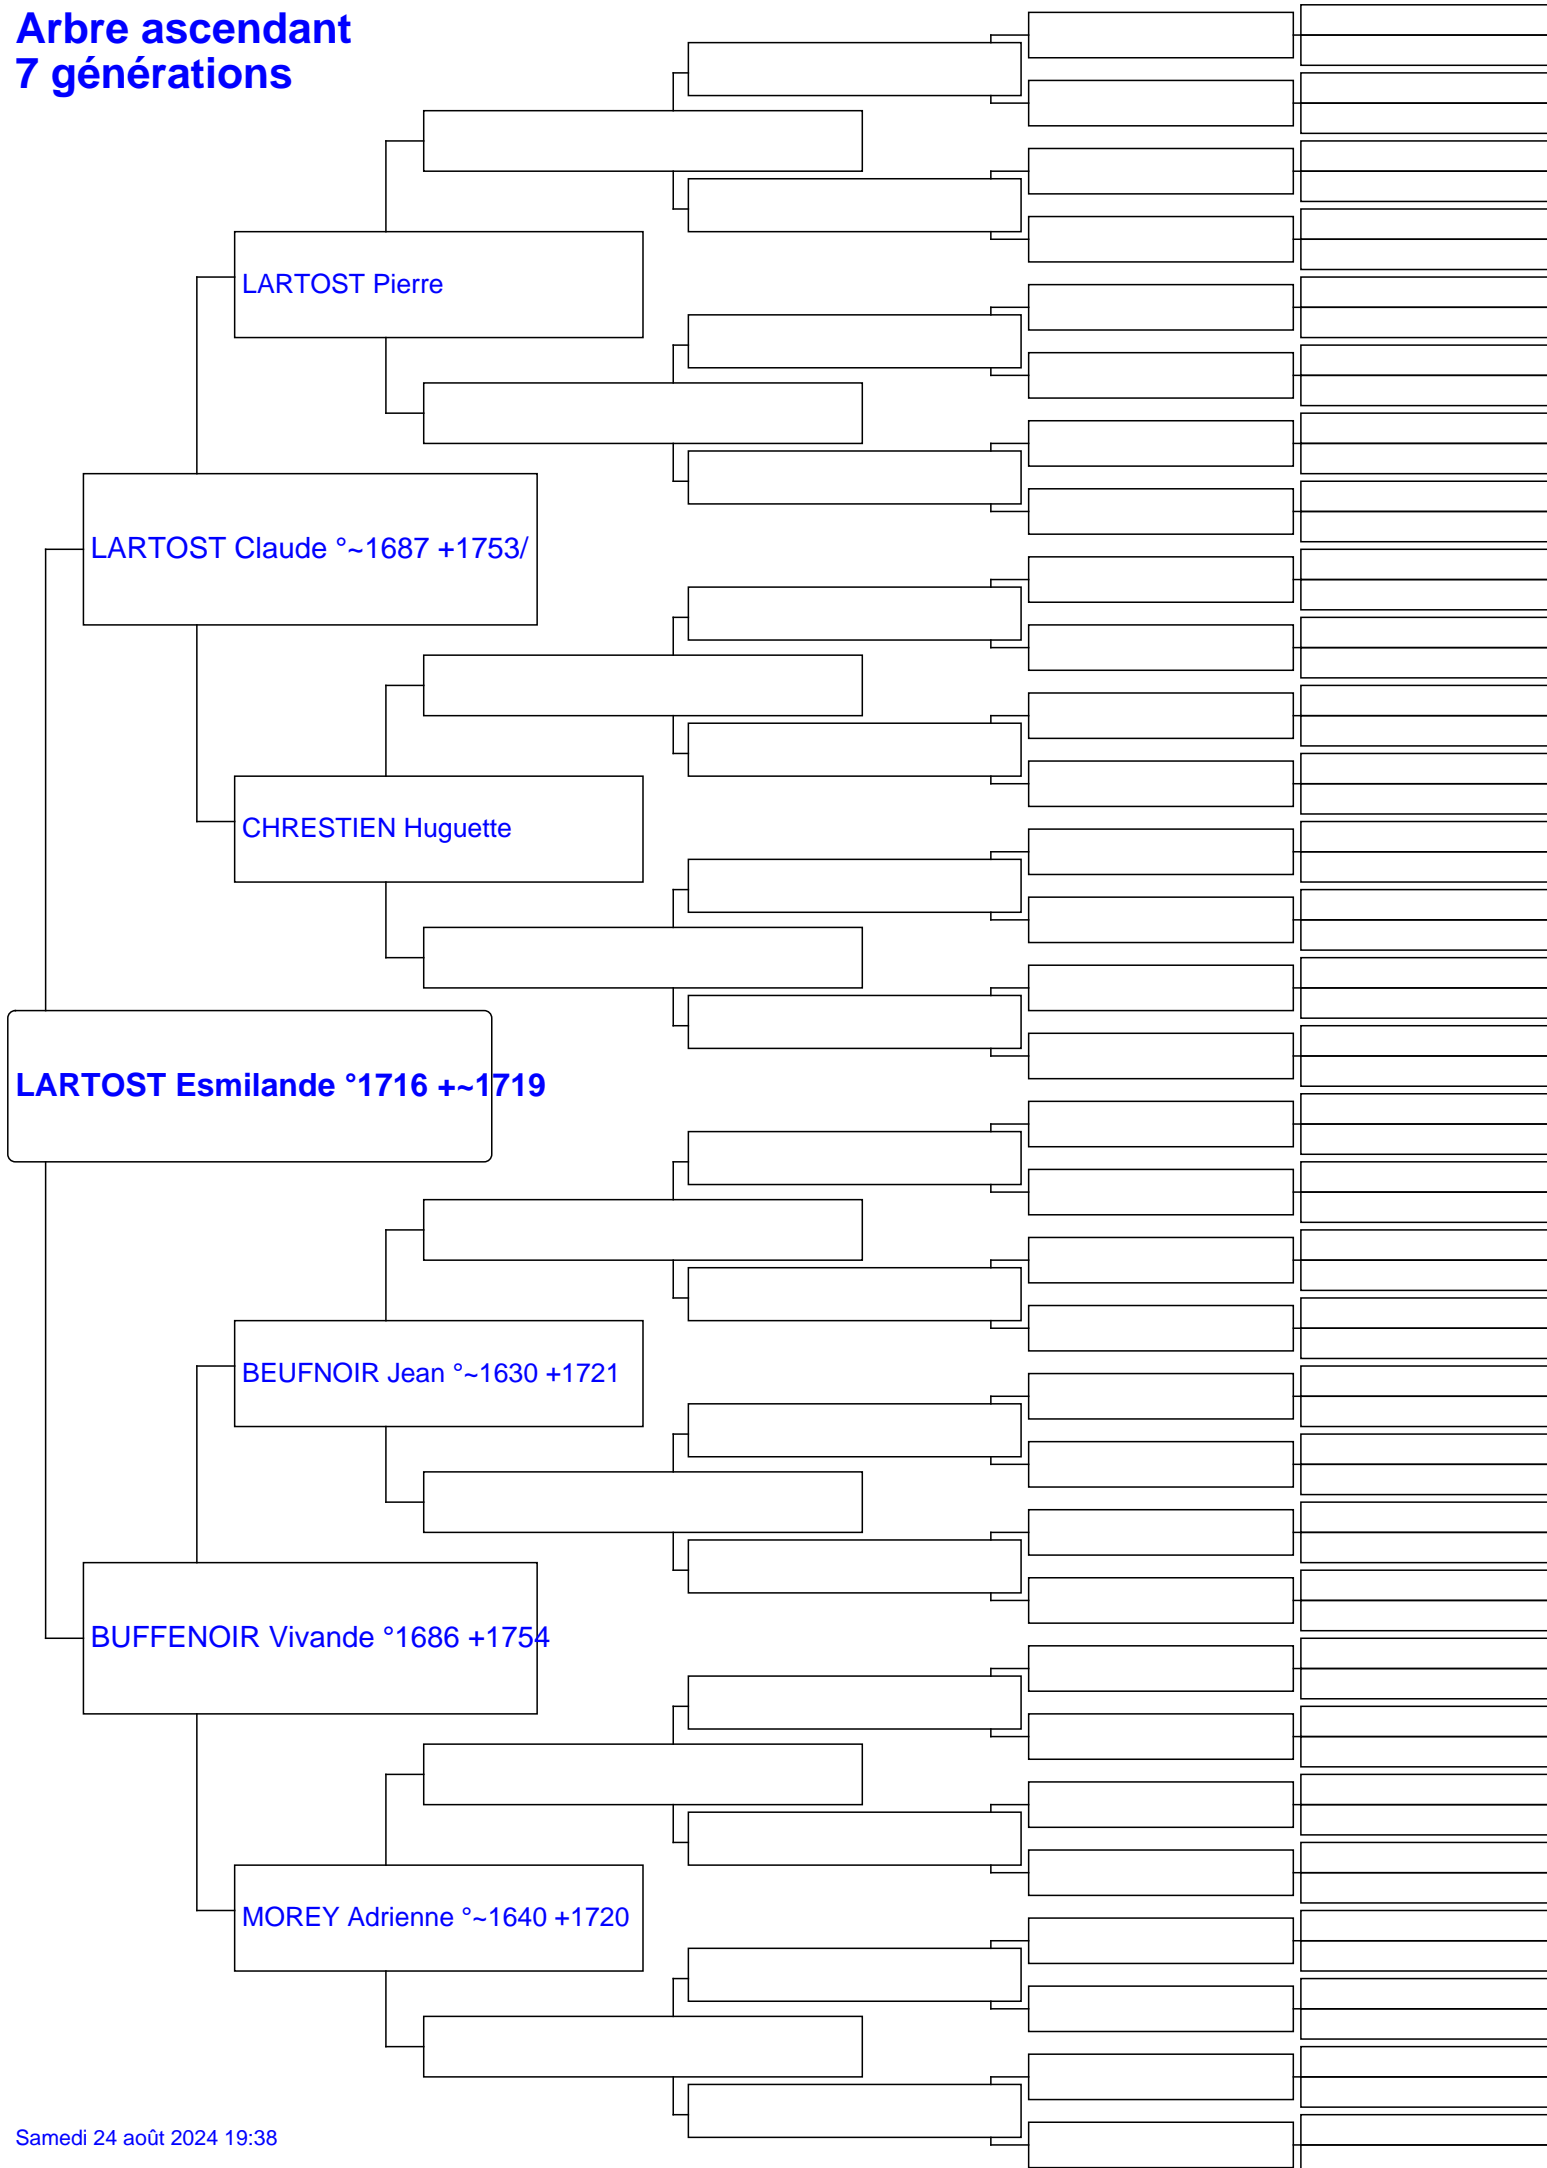 Arbre ascendant
7 générations
LARTOST Pierre
LARTOST Claude °~1687 +1753/
CHRESTIEN Huguette
LARTOST Esmilande °1716 +~1719
BEUFNOIR Jean °~1630 +1721
BUFFENOIR Vivande °1686 +1754
MOREY Adrienne °~1640 +1720
Samedi 24 août 2024 19:38